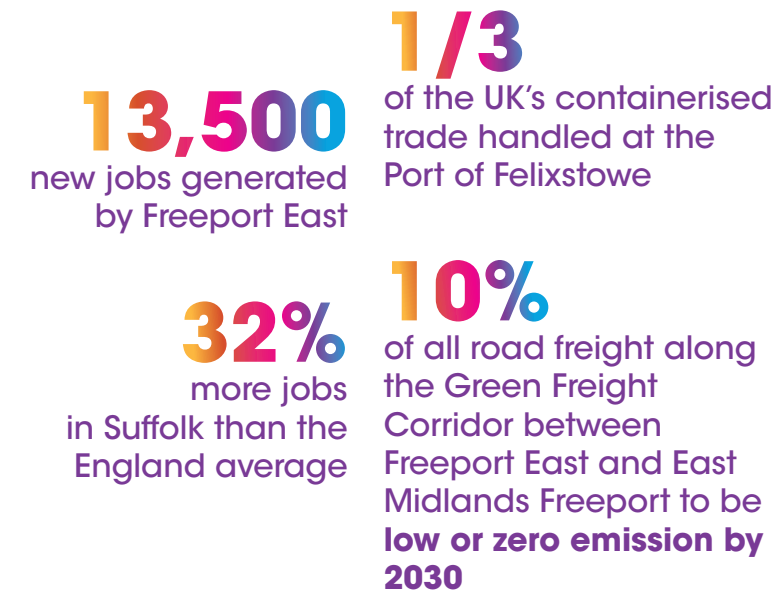 13,500
new jobs generated
by Freeport East
1/3
of the UK's containerised
trade handled at the
Port of Felixstowe
32%
more jobs
in Suffolk than the
England average
10%
of all road freight along
the Green Freight
Corridor between
Freeport East and East
Midlands Freeport to be
low or zero emission by
2030